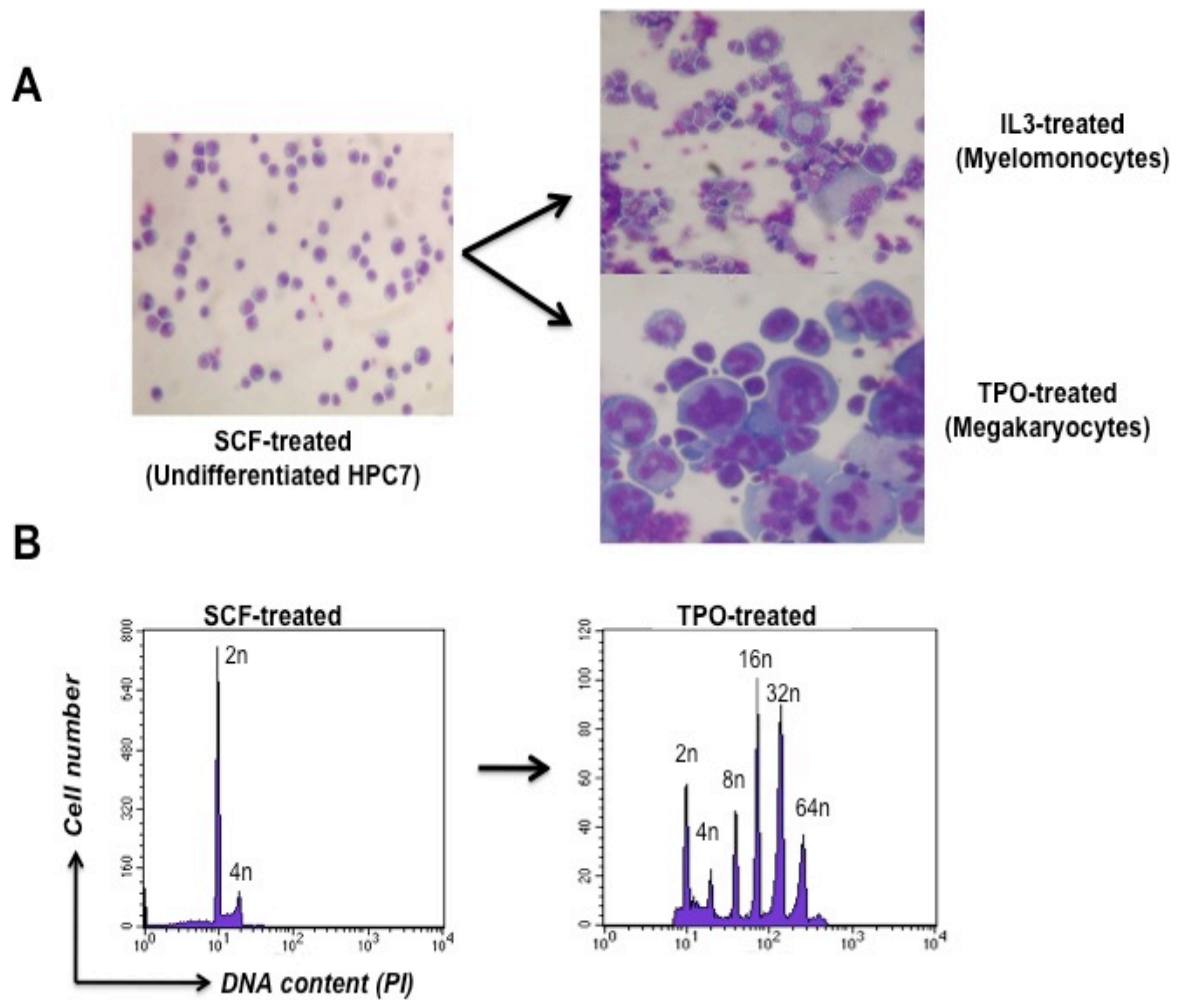 A
IL3-treated
(Myelomonocytes)
SCF-treated
(Undifferentiated HPC7)
TPO-treated
(Megakaryocytes)
B
SCF-treated
800
640
480
320
160
0
2n
4n
10⁰ 10¹ 10² 10³ 10⁴
Cell number
DNA content (PI)
TPO-treated
120
100
80
60
40
20
0
2n
4n
8n
16n
32n
64n
10⁰ 10¹ 10² 10³ 10⁴